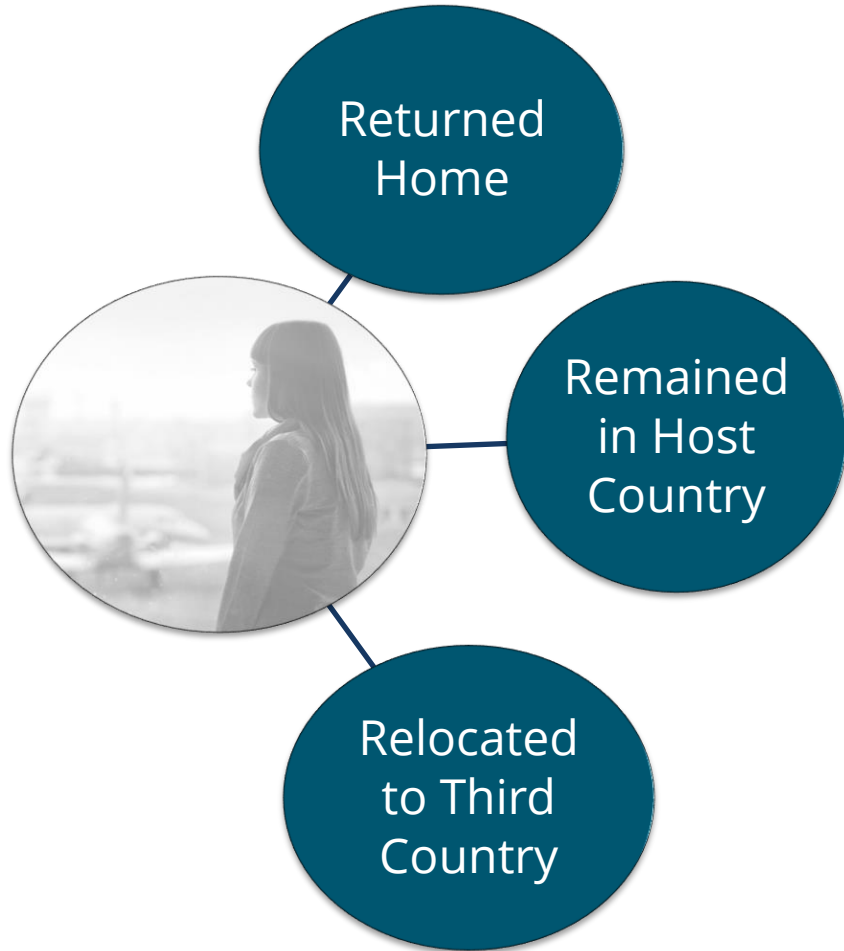 Returned
Home
Remained
in Host
Country
Relocated
to Third
Country